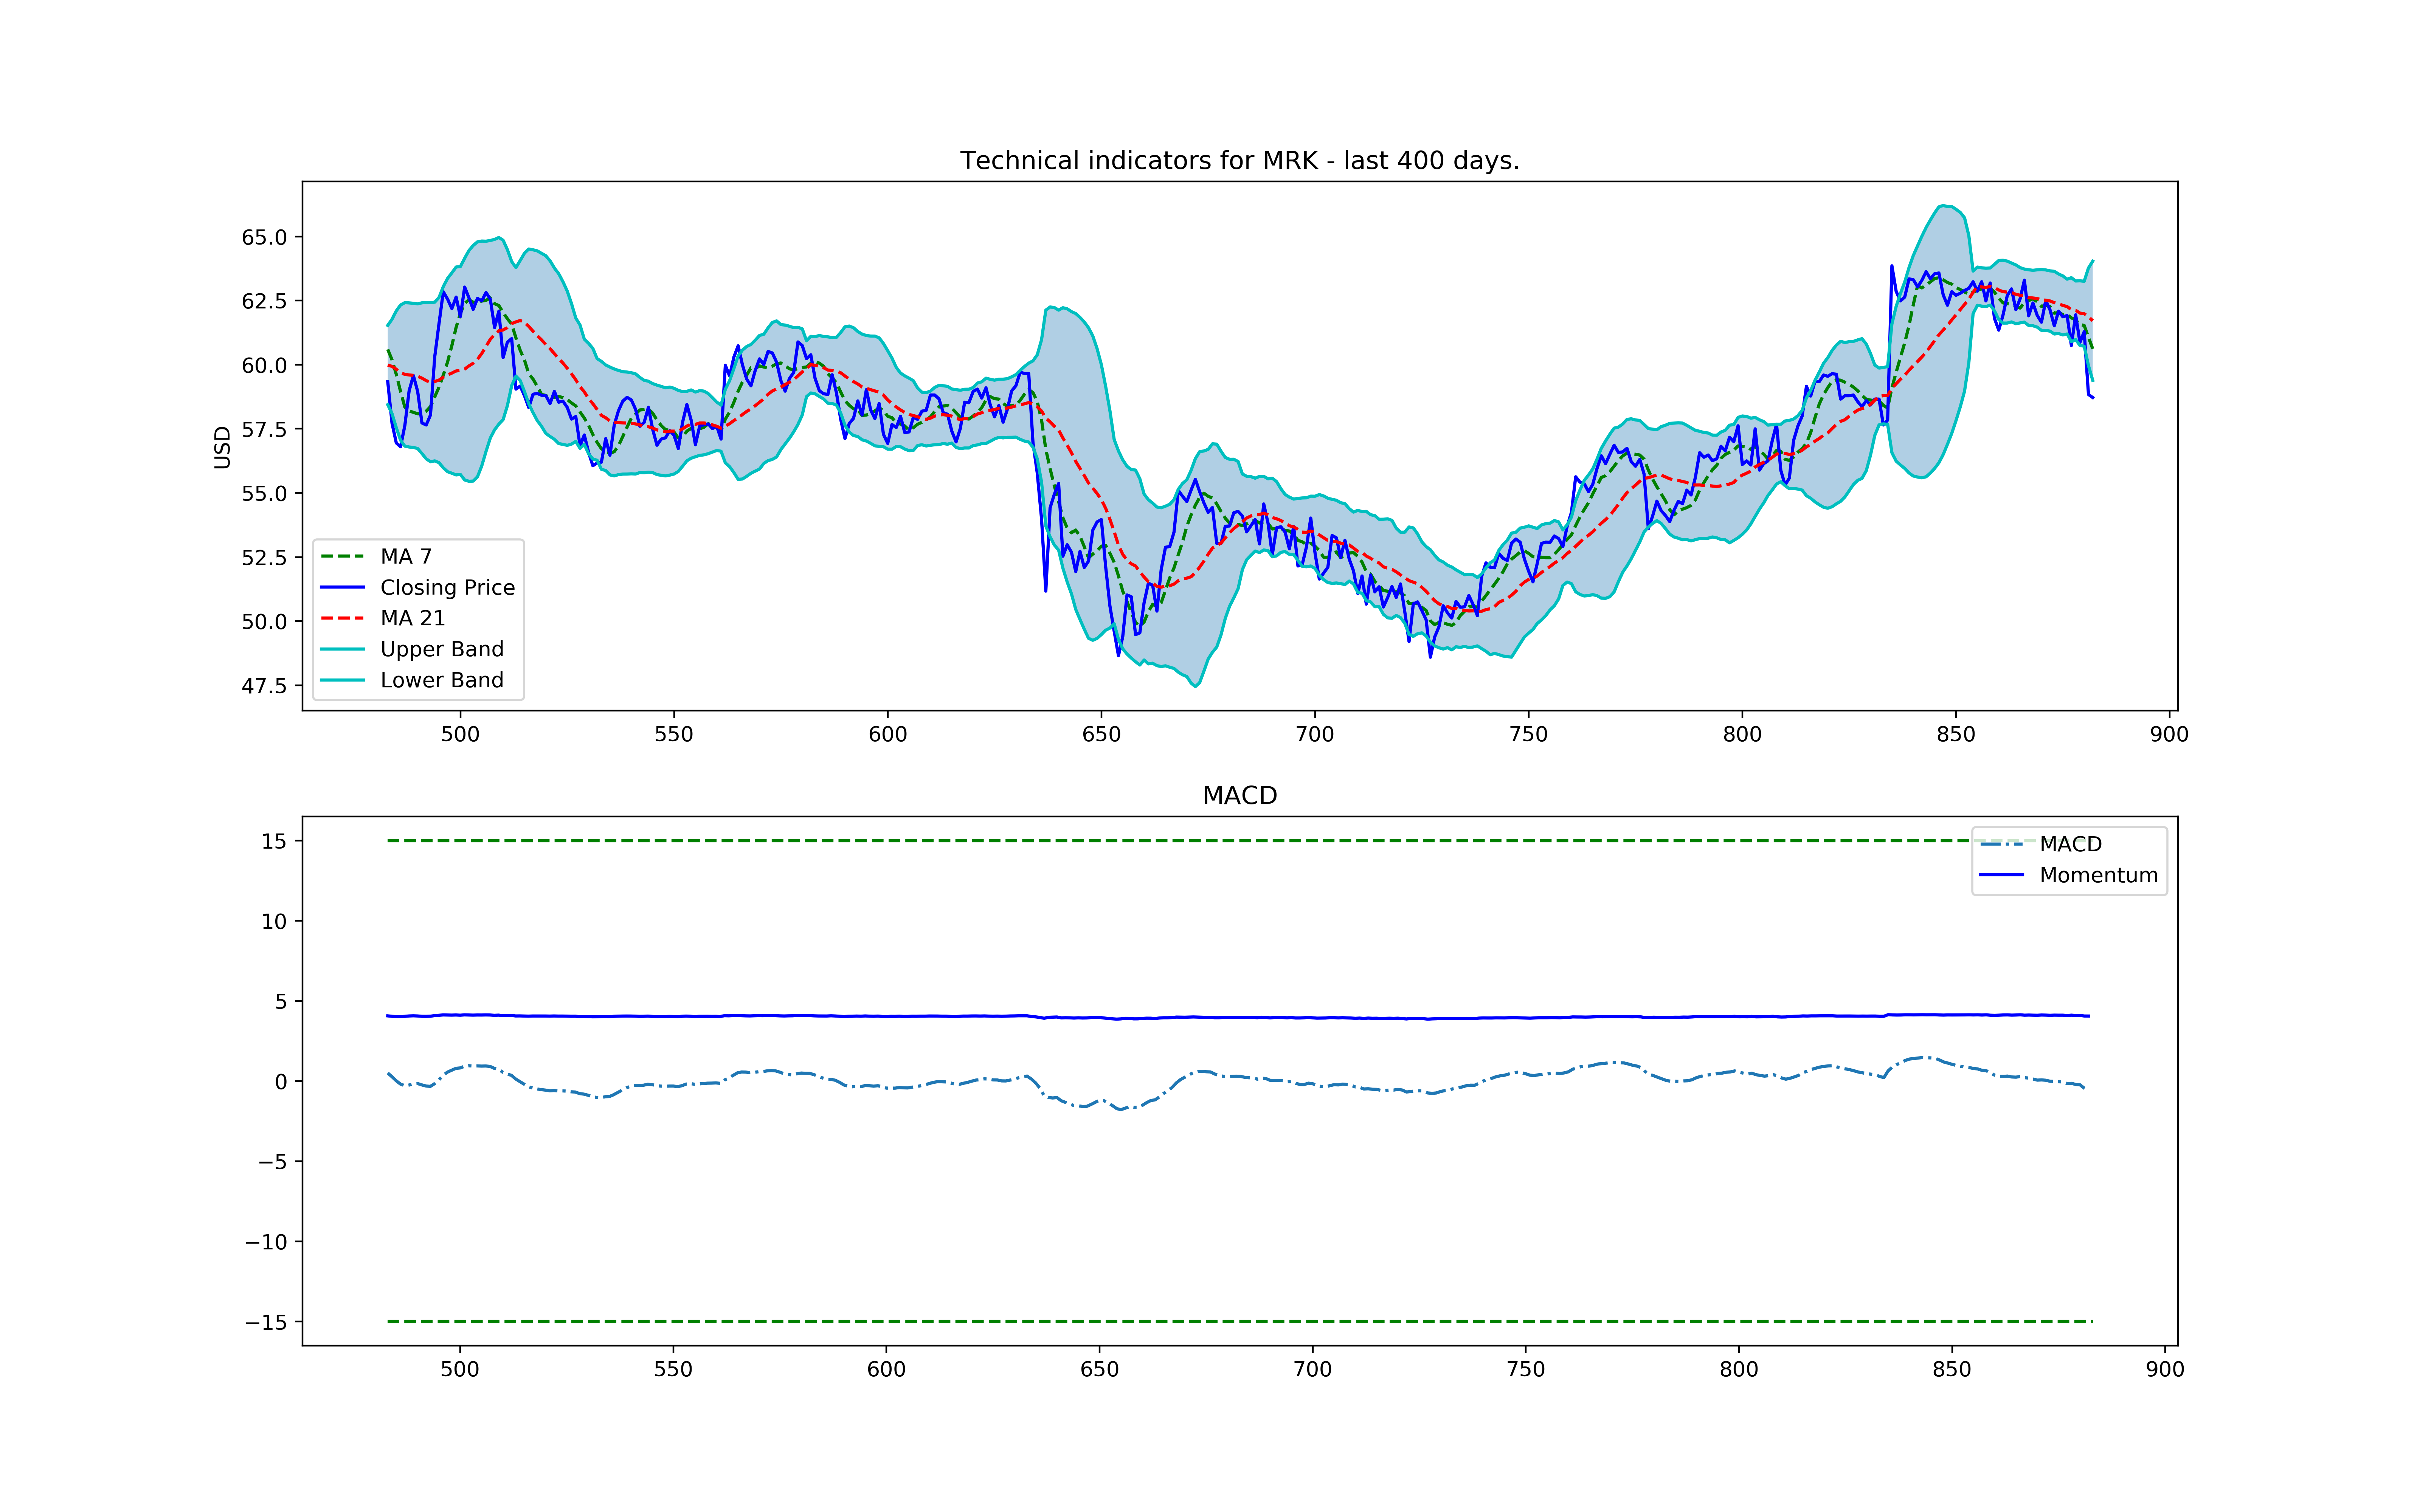 Technical indicators for MRK - last 400 days.
65.0
62.5
60.0
57.5
55.0
52.5
50.0
47.5
USD
MA 7
Closing Price
MA 21
Upper Band
Lower Band
500 550 600 650 700 750 800 850 900
MACD
15
10
5
0
−5
−10
−15
MACD
Momentum
500 550 600 650 700 750 800 850 900